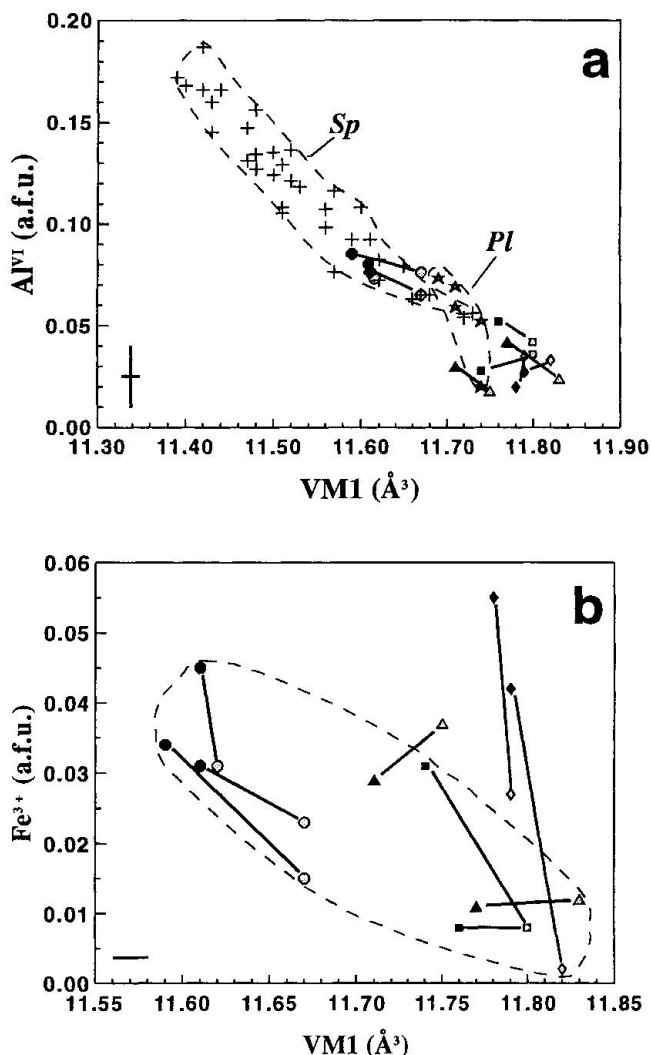 a
0.20
0.15
0.10
0.05
0.00
Al^VI (a.f.u.)
Sp
Pl
11.30 11.40 11.50 11.60 11.70 11.80 11.90
VM1 (Å³)
b
0.06
0.05
0.04
0.03
0.02
0.01
0.00
Fe³⁺ (a.f.u.)
11.55 11.60 11.65 11.70 11.75 11.80 11.85
VM1 (Å³)